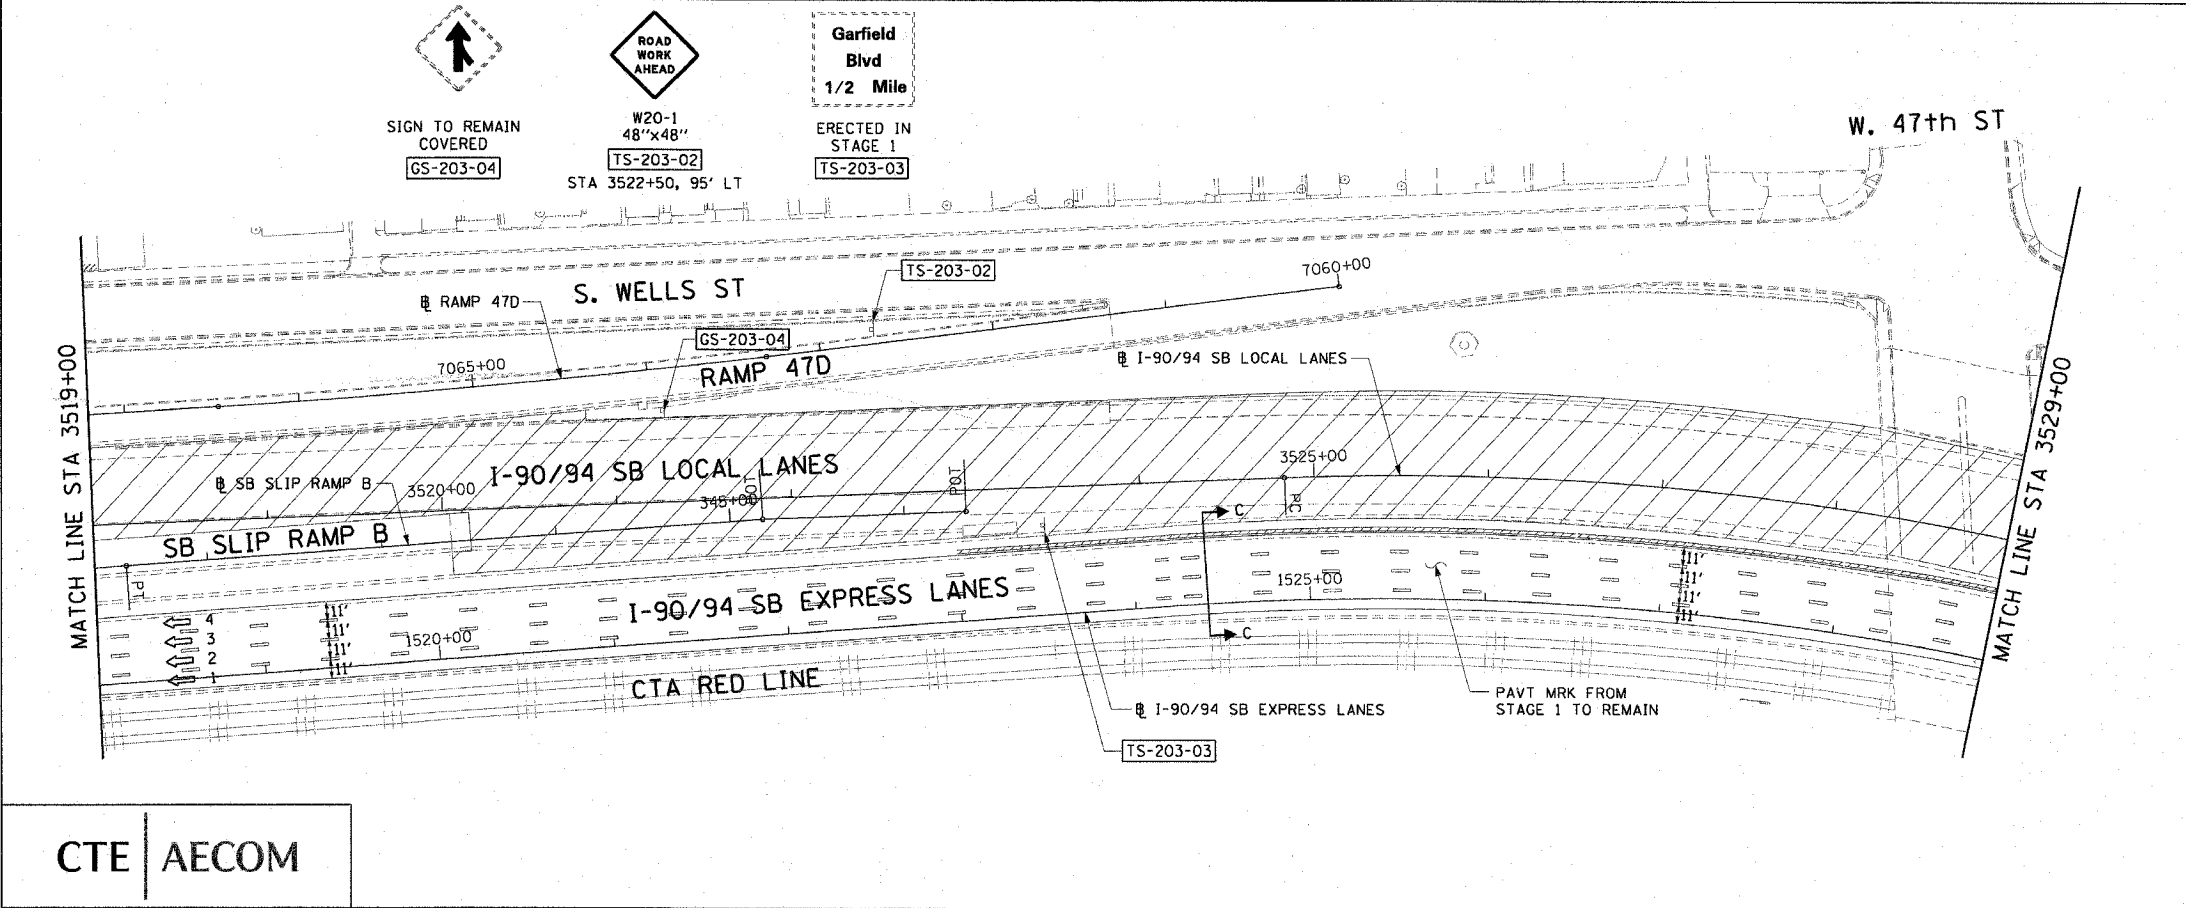 ROAD
WORK
AHEAD
Garfield
Blvd
1/2 Mile
SIGN TO REMAIN
COVERED
GS-203-04
W20-1
48"x48"
TS-203-02
STA 3522+50, 95' LT
ERECTED IN
STAGE 1
TS-203-03
W. 47th ST
TS-203-02
7060+00
S. WELLS ST
RAMP 47D
GS-203-04
7065+00
RAMP 47D
I-90/94 SB LOCAL LANES
MATCH LINE STA 3519+00
MATCH LINE STA 3529+00
I-90/94 SB LOCAL LANES
3525+00
SB SLIP RAMP B
3520+00
345+00
POT
POT
PC
C
SB SLIP RAMP B
PT
I-90/94 SB EXPRESS LANES
1525+00
11'
11'
11'
11'
4
3
2
1
11'
11'
11'
11'
1520+00
C
CTA RED LINE
I-90/94 SB EXPRESS LANES
PAVT MRK FROM
STAGE 1 TO REMAIN
TS-203-03
CTE | AECOM